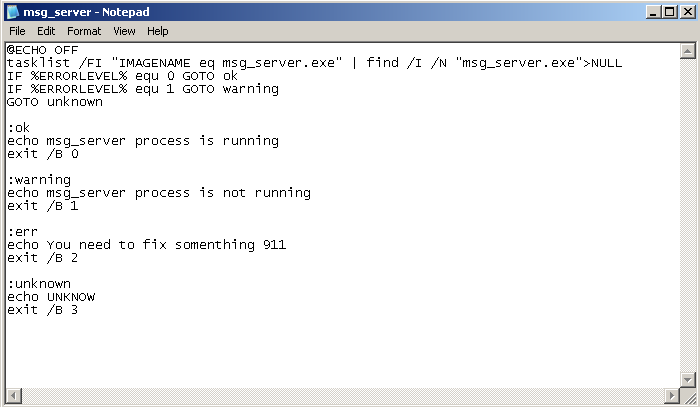 msg_server - Notepad
File Edit Format View Help
@ECHO OFF
tasklist /FI "IMAGENAME eq msg_server.exe" | find /I /N "msg_server.exe">NULL
IF %ERRORLEVEL% equ 0 GOTO ok
IF %ERRORLEVEL% equ 1 GOTO warning
GOTO unknown
:ok
echo msg_server process is running
exit /B 0
:warning
echo msg_server process is not running
exit /B 1
:err
echo You need to fix somenthing 911
exit /B 2
:unknown
echo UNKNOW
exit /B 3